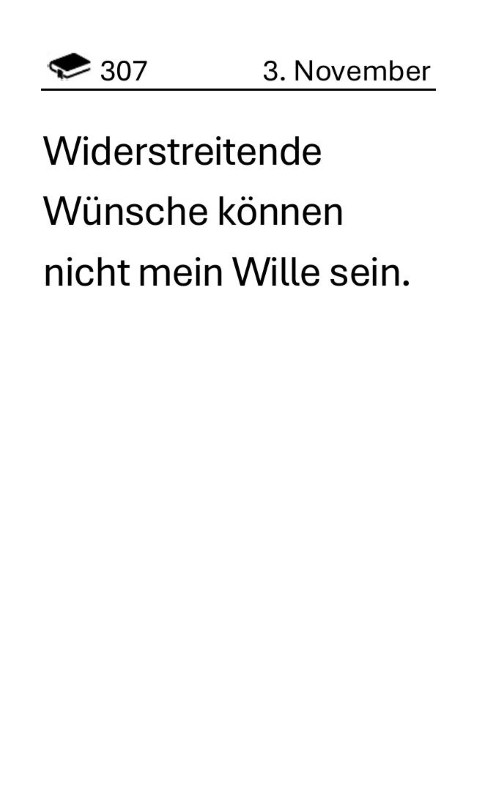 307 3. November
Widerstreitende
Wünsche können
nicht mein Wille sein.